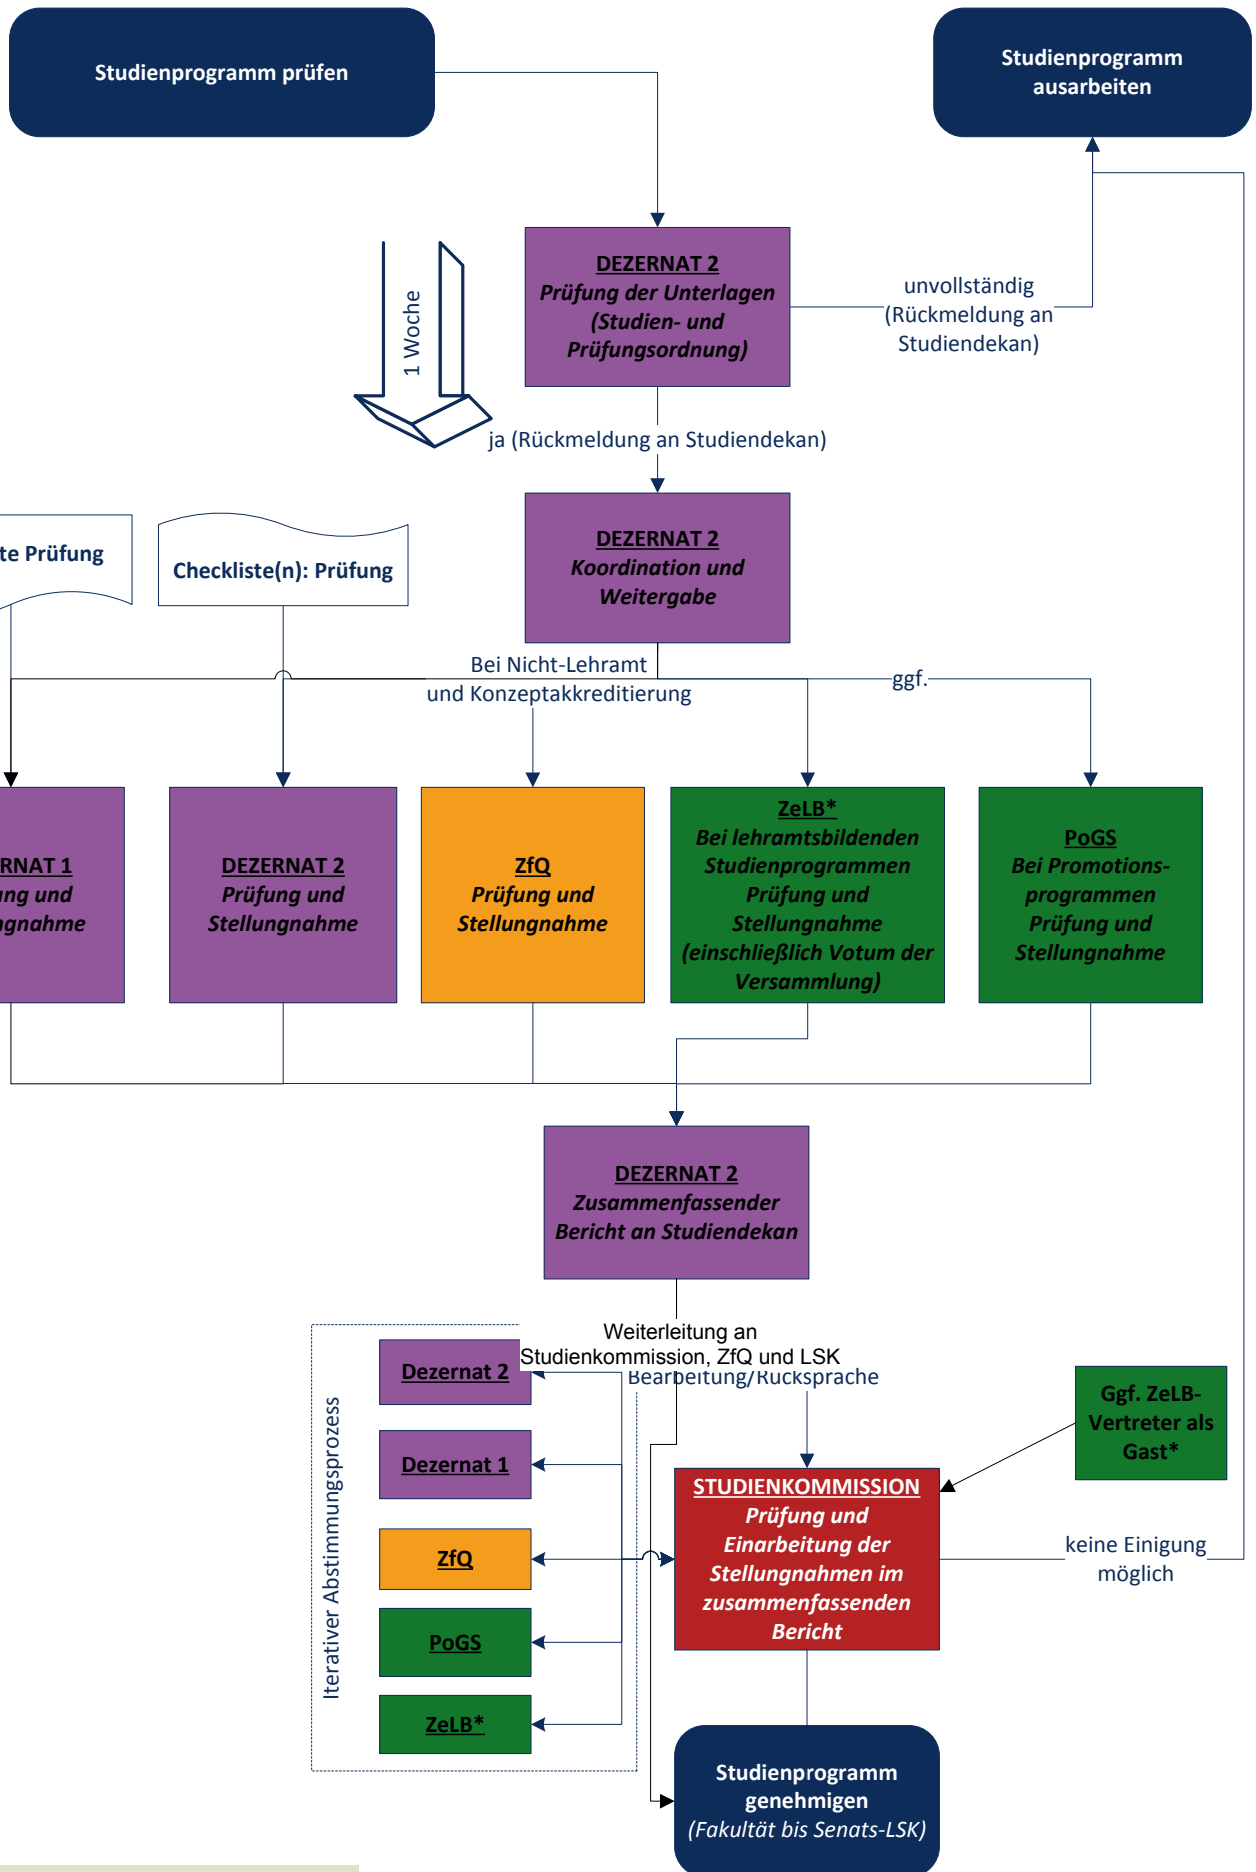 Studienprogramm prüfen
Studienprogramm
ausarbeiten
DEZERNAT 2
Prüfung der Unterlagen
(Studien- und
Prüfungsordnung)
unvollständig
(Rückmeldung an
Studiendekan)
1 Woche
ja (Rückmeldung an Studiendekan)
te Prüfung
Checkliste(n): Prüfung
DEZERNAT 2
Koordination und
Weitergabe
Bei Nicht-Lehramt
und Konzeptakkreditierung
ggf.
RNAT 1
ng und
ngnahme
DEZERNAT 2
Prüfung und
Stellungnahme
ZfQ
Prüfung und
Stellungnahme
ZeLB*
Bei lehramtsbildenden
Studienprogrammen
Prüfung und
Stellungnahme
(einschließlich Votum der
Versammlung)
PoGS
Bei Promotions-
programmen
Prüfung und
Stellungnahme
DEZERNAT 2
Zusammenfassender
Bericht an Studiendekan
Weiterleitung an
Studienkommission, ZfQ und LSK
Bearbeitung/Rücksprache
Iterativer Abstimmungsprozess
Dezernat 2
Dezernat 1
ZfQ
PoGS
ZeLB*
Ggf. ZeLB-
Vertreter als
Gast*
STUDIENKOMMISSION
Prüfung und
Einarbeitung der
Stellungnahmen im
zusammenfassenden
Bericht
keine Einigung
möglich
Studienprogramm
genehmigen
(Fakultät bis Senats-LSK)